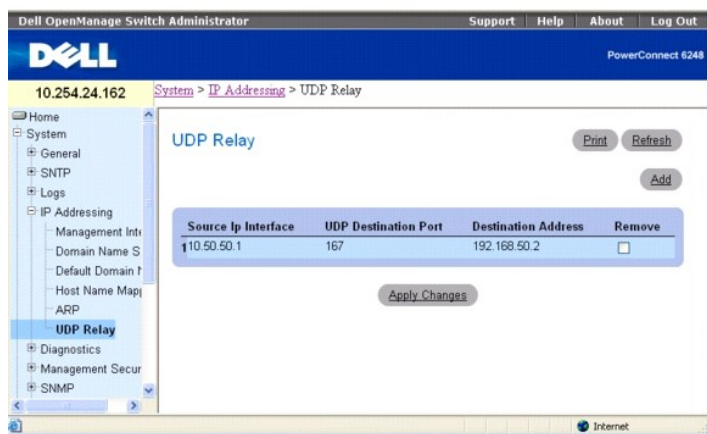 Dell OpenManage Switch Administrator Support Help About Log Out
DELL
PowerConnect 6248
10.254.24.162
System > IP Addressing > UDP Relay
Home
System
General
SNTP
Logs
IP Addressing
Management Inte
Domain Name S
Default Domain N
Host Name Mapp
ARP
UDP Relay
Diagnostics
Management Secur
SNMP
UDP Relay
Print Refresh
Add
Source Ip Interface UDP Destination Port Destination Address Remove
1 10.50.50.1 167 192.168.50.2
Apply Changes
Internet